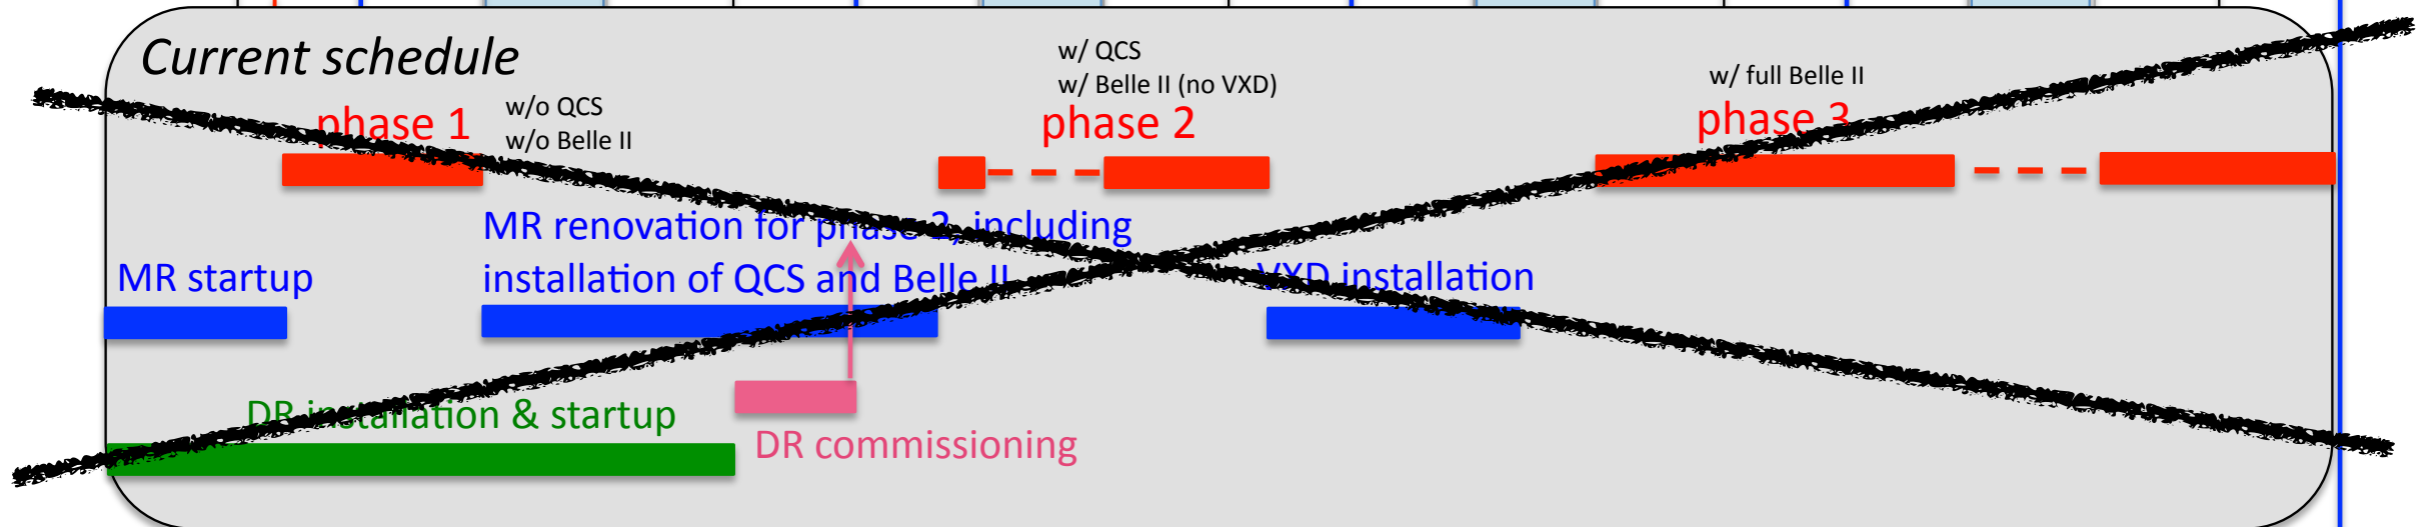 Current schedule
w/ QCS
w/ Belle II (no VXD)
w/ full Belle II
phase 1
w/o QCS
w/o Belle II
phase 2
phase 3
MR renovation for phase 2, including
installation of QCS and Belle II
MR startup
VXD installation
DR installation & startup
DR commissioning